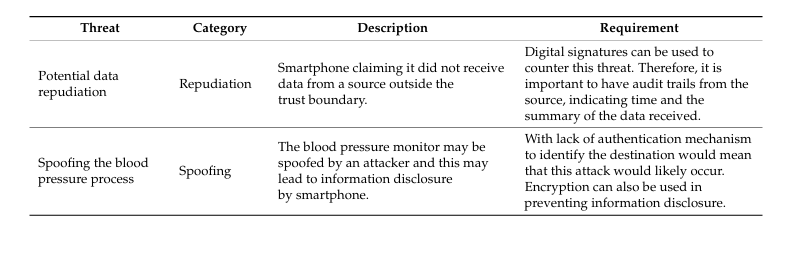 Threat Category Description Requirement
Potential data
repudiation
Repudiation
Smartphone claiming it did not receive
data from a source outside the
trust boundary.
Digital signatures can be used to
counter this threat. Therefore, it is
important to have audit trails from the
source, indicating time and the
summary of the data received.
Spoofing the blood
pressure process
Spoofing
The blood pressure monitor may be
spoofed by an attacker and this may
lead to information disclosure
by smartphone.
With lack of authentication mechanism
to identify the destination would mean
that this attack would likely occur.
Encryption can also be used in
preventing information disclosure.